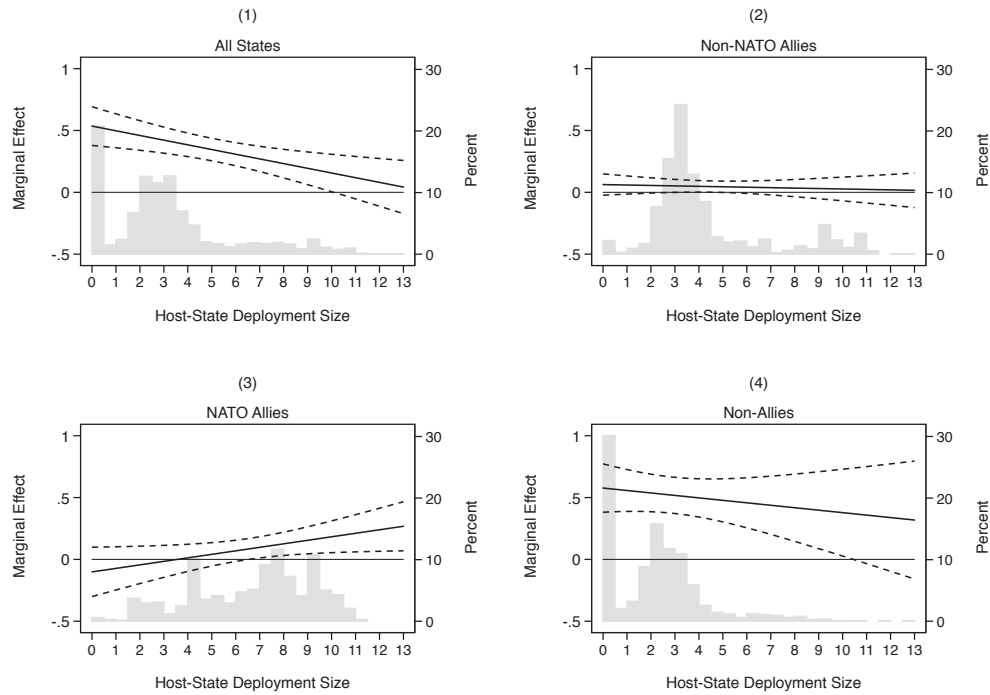 (1)
All States
1
.5
0
-.5
Marginal Effect
30
20
10
0
Percent
0 1 2 3 4 5 6 7 8 9 10 11 12 13
Host-State Deployment Size
(2)
Non-NATO Allies
1
.5
0
-.5
Marginal Effect
30
20
10
0
Percent
0 1 2 3 4 5 6 7 8 9 10 11 12 13
Host-State Deployment Size
(3)
NATO Allies
1
.5
0
-.5
Marginal Effect
30
20
10
0
Percent
0 1 2 3 4 5 6 7 8 9 10 11 12 13
Host-State Deployment Size
(4)
Non-Allies
1
.5
0
-.5
Marginal Effect
30
20
10
0
Percent
0 1 2 3 4 5 6 7 8 9 10 11 12 13
Host-State Deployment Size